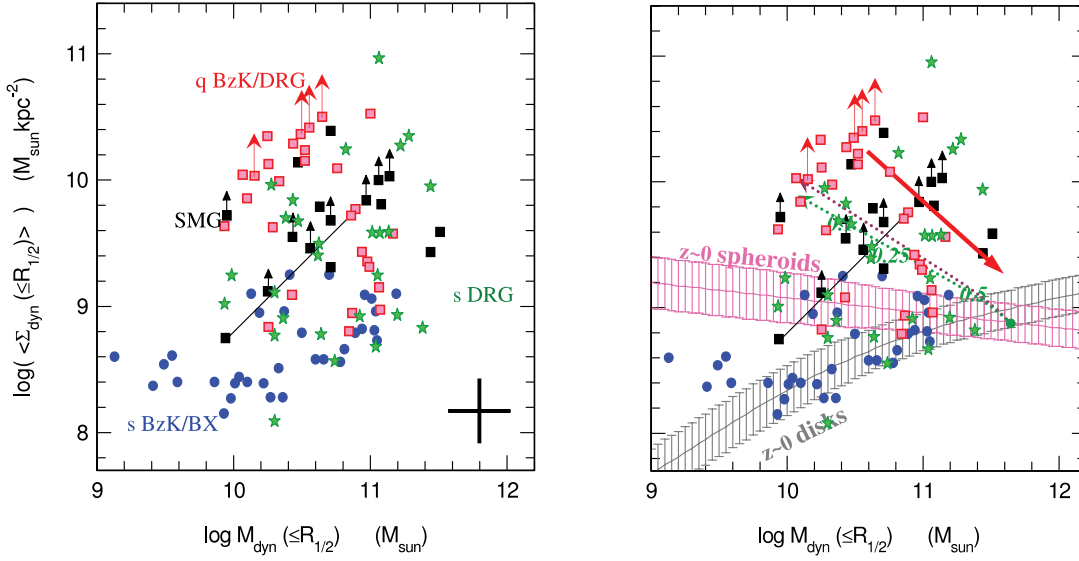 11
10
9
8
log( <Σdyn (≤R1/2)> ) (Msun kpc-2)
q BzK/DRG
SMG
s DRG
s BzK/BX
9 10 11 12
log Mdyn (≤R1/2) (Msun)
z~0 spheroids
0.25
0.5
z~0 disks
9 10 11 12
log Mdyn (≤R1/2) (Msun)